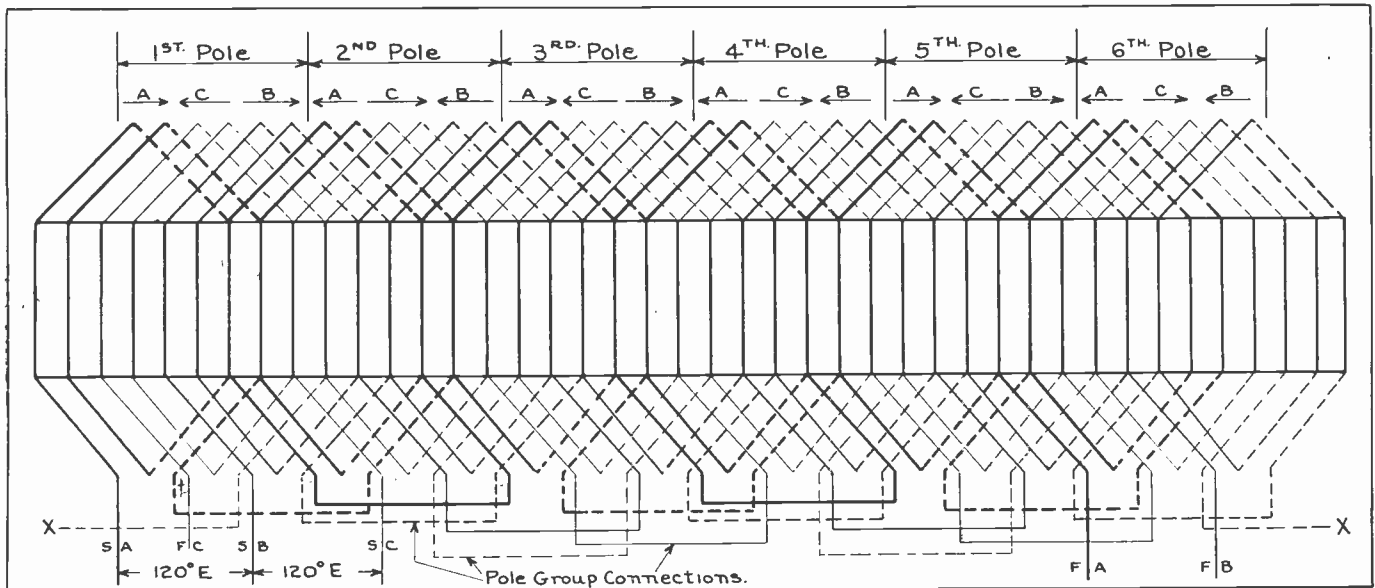 1ST. Pole 2ND Pole 3RD. Pole 4TH. Pole 5TH. Pole 6TH. Pole
A C B A C B A C B A C B A C B A C B
X X
S A F C S B S C F A F B
120°E 120°E Pole Group Connections.